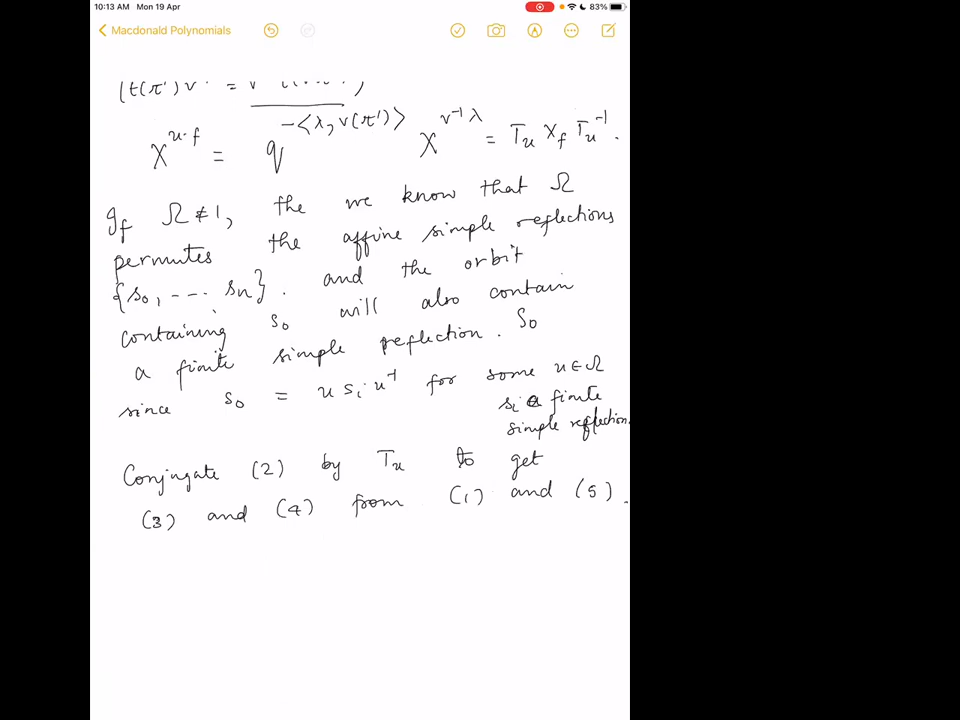 10:13 AM Mon 19 Apr 83%
Macdonald Polynomials
(t(π')v
X^{u·f} = q^{-<λ, v(π')>} X^{v^{-1}λ} = T_u X_f T_u^{-1}.
If Ω ≠ 1, the we know that Ω
permutes the affine simple reflections
{s_0, --- s_n}. and the orbit
containing s_0 will also contain
a finite simple reflection. S_0
since s_0 = u s_i u^{-1} for some u ∈ Ω
s_i a finite
simple reflection.
Conjugate (2) by T_u to get
(3) and (4) from (1) and (5).